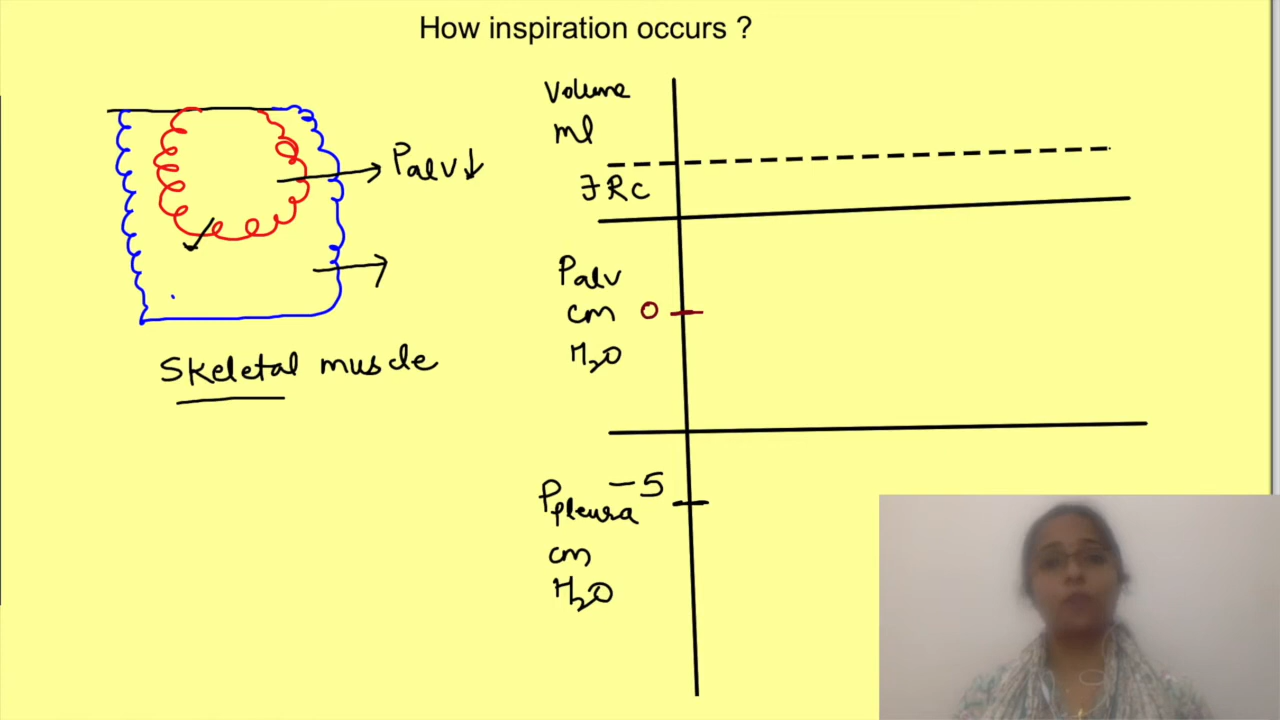 How inspiration occurs ?
Palv↓
Skeletal muscle
Volume
ml
FRC
Palv
cm
H2O
0
Ppleura
-5
cm
H2O